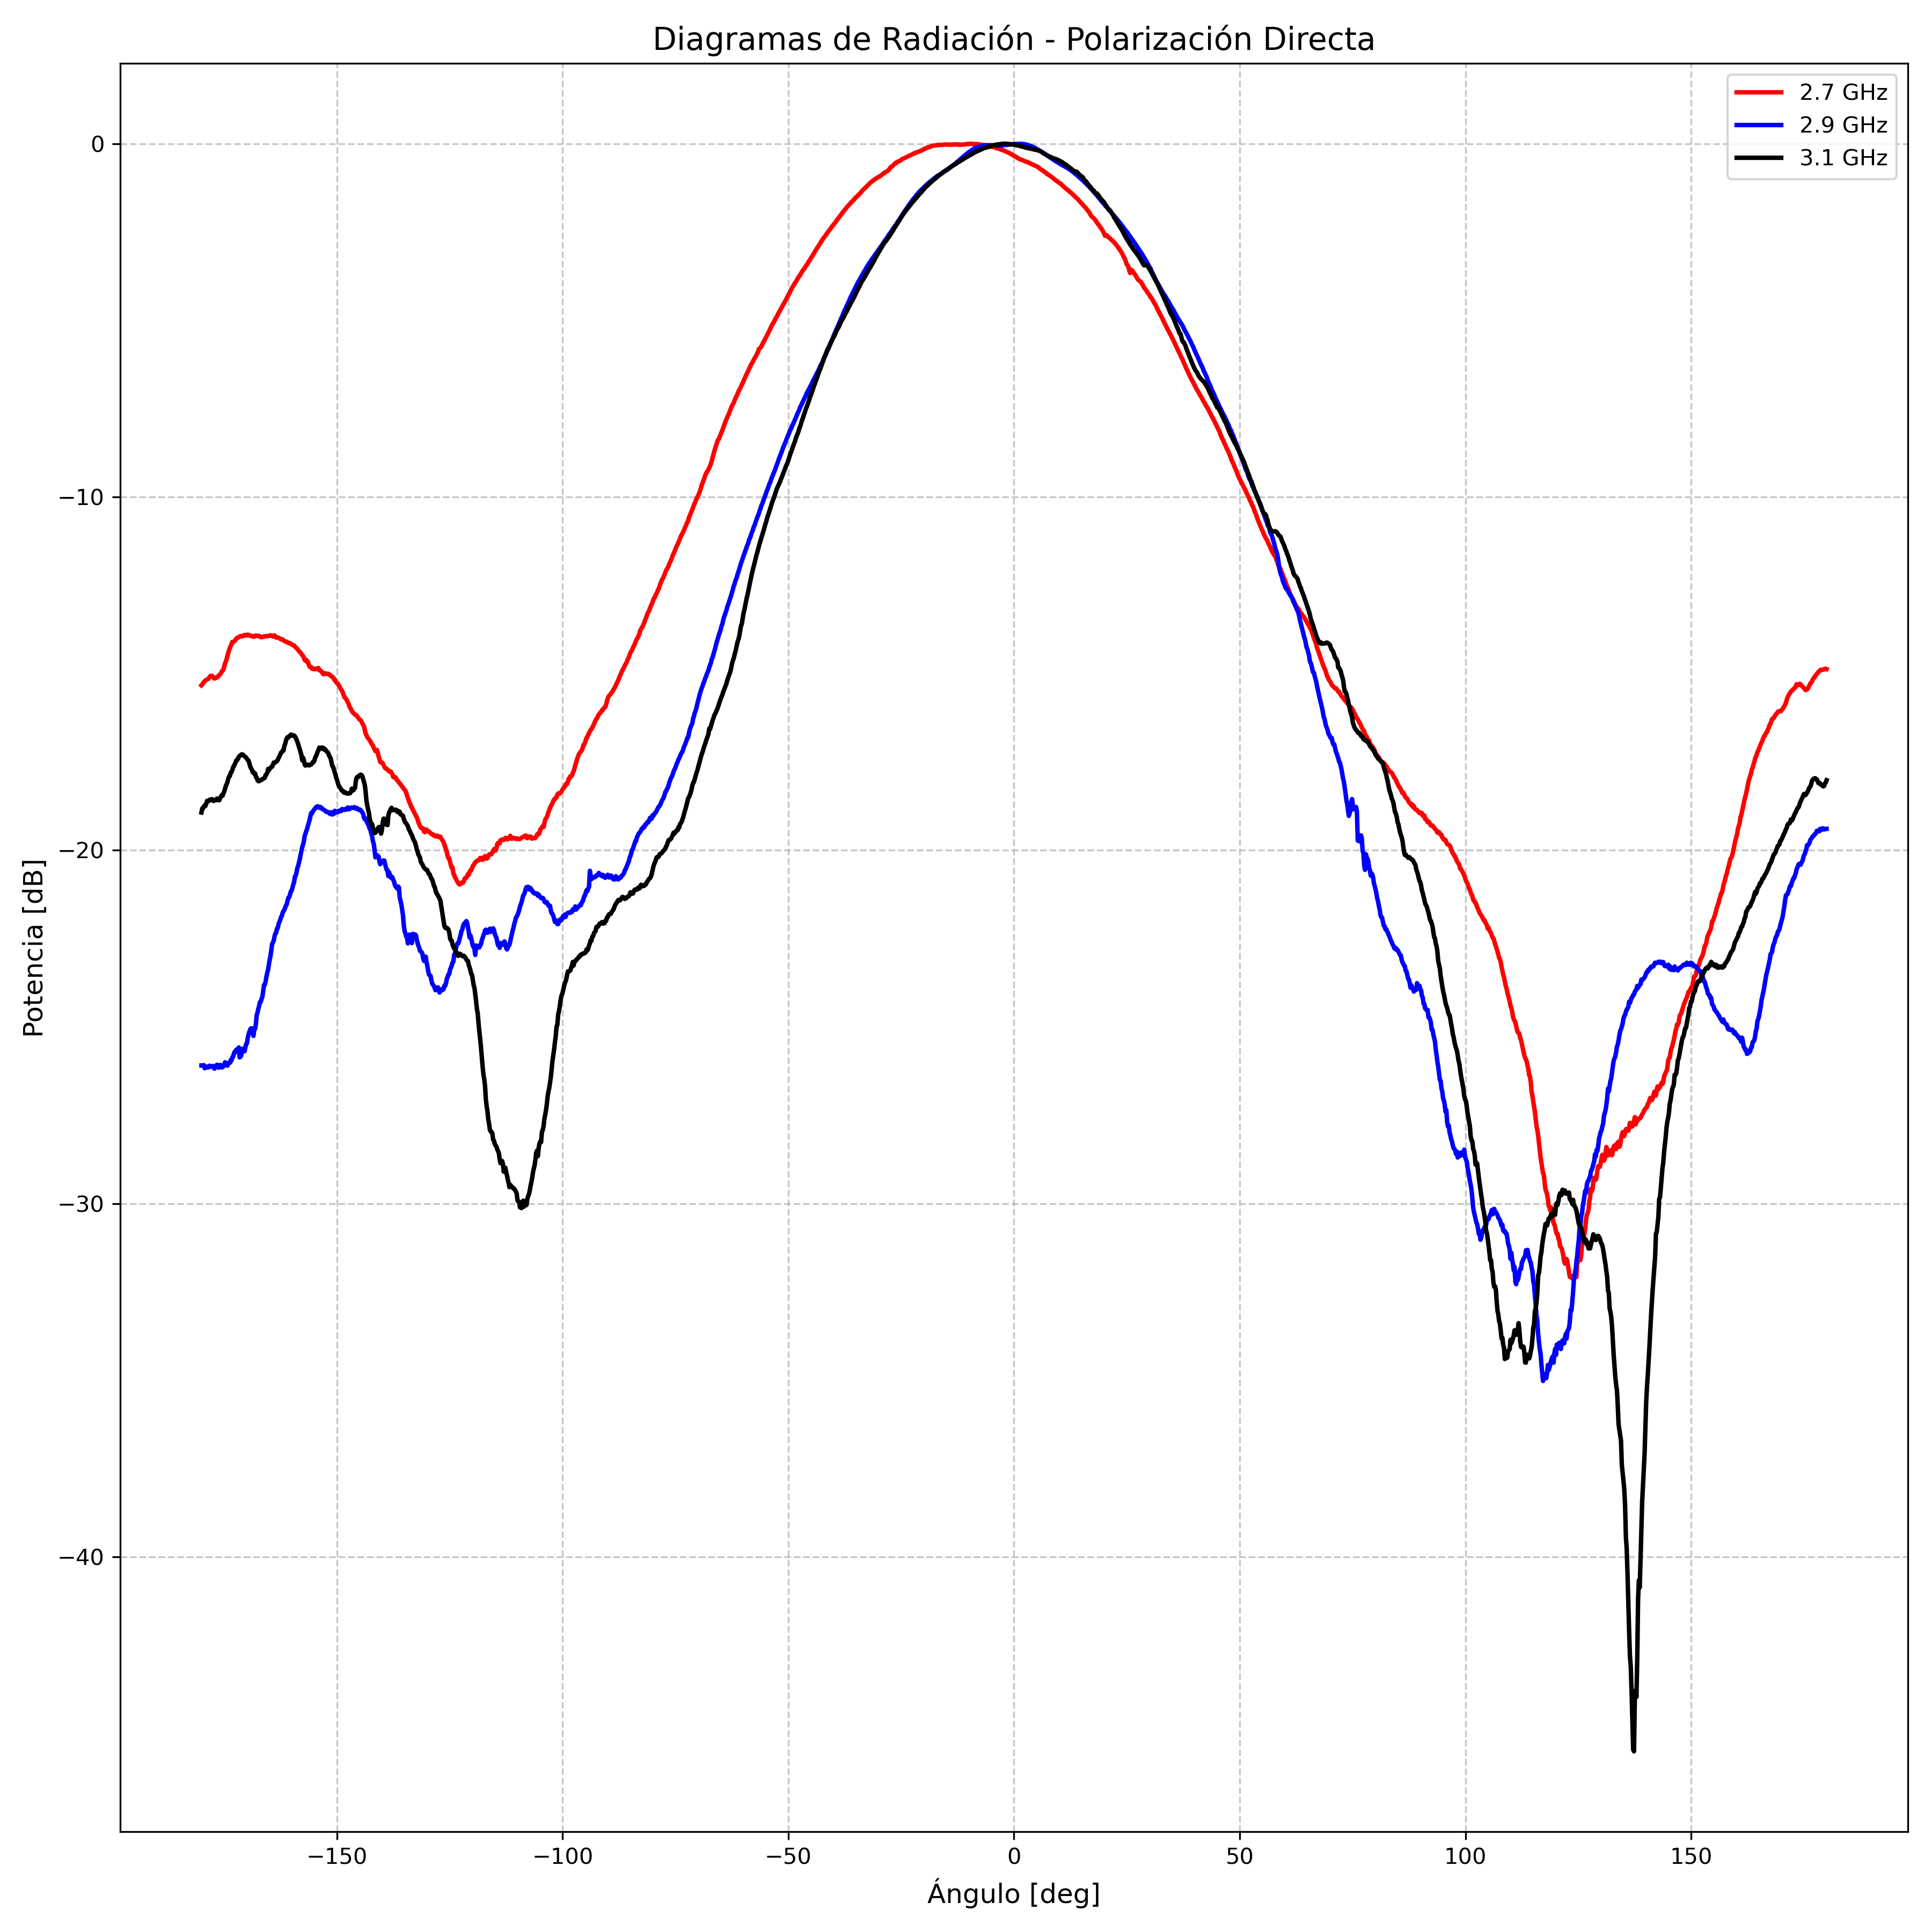 Diagramas de Radiación - Polarización Directa
2.7 GHz
2.9 GHz
3.1 GHz
0
−10
−20
−30
−40
Potencia [dB]
−150
−100
−50
0
50
100
150
Ángulo [deg]